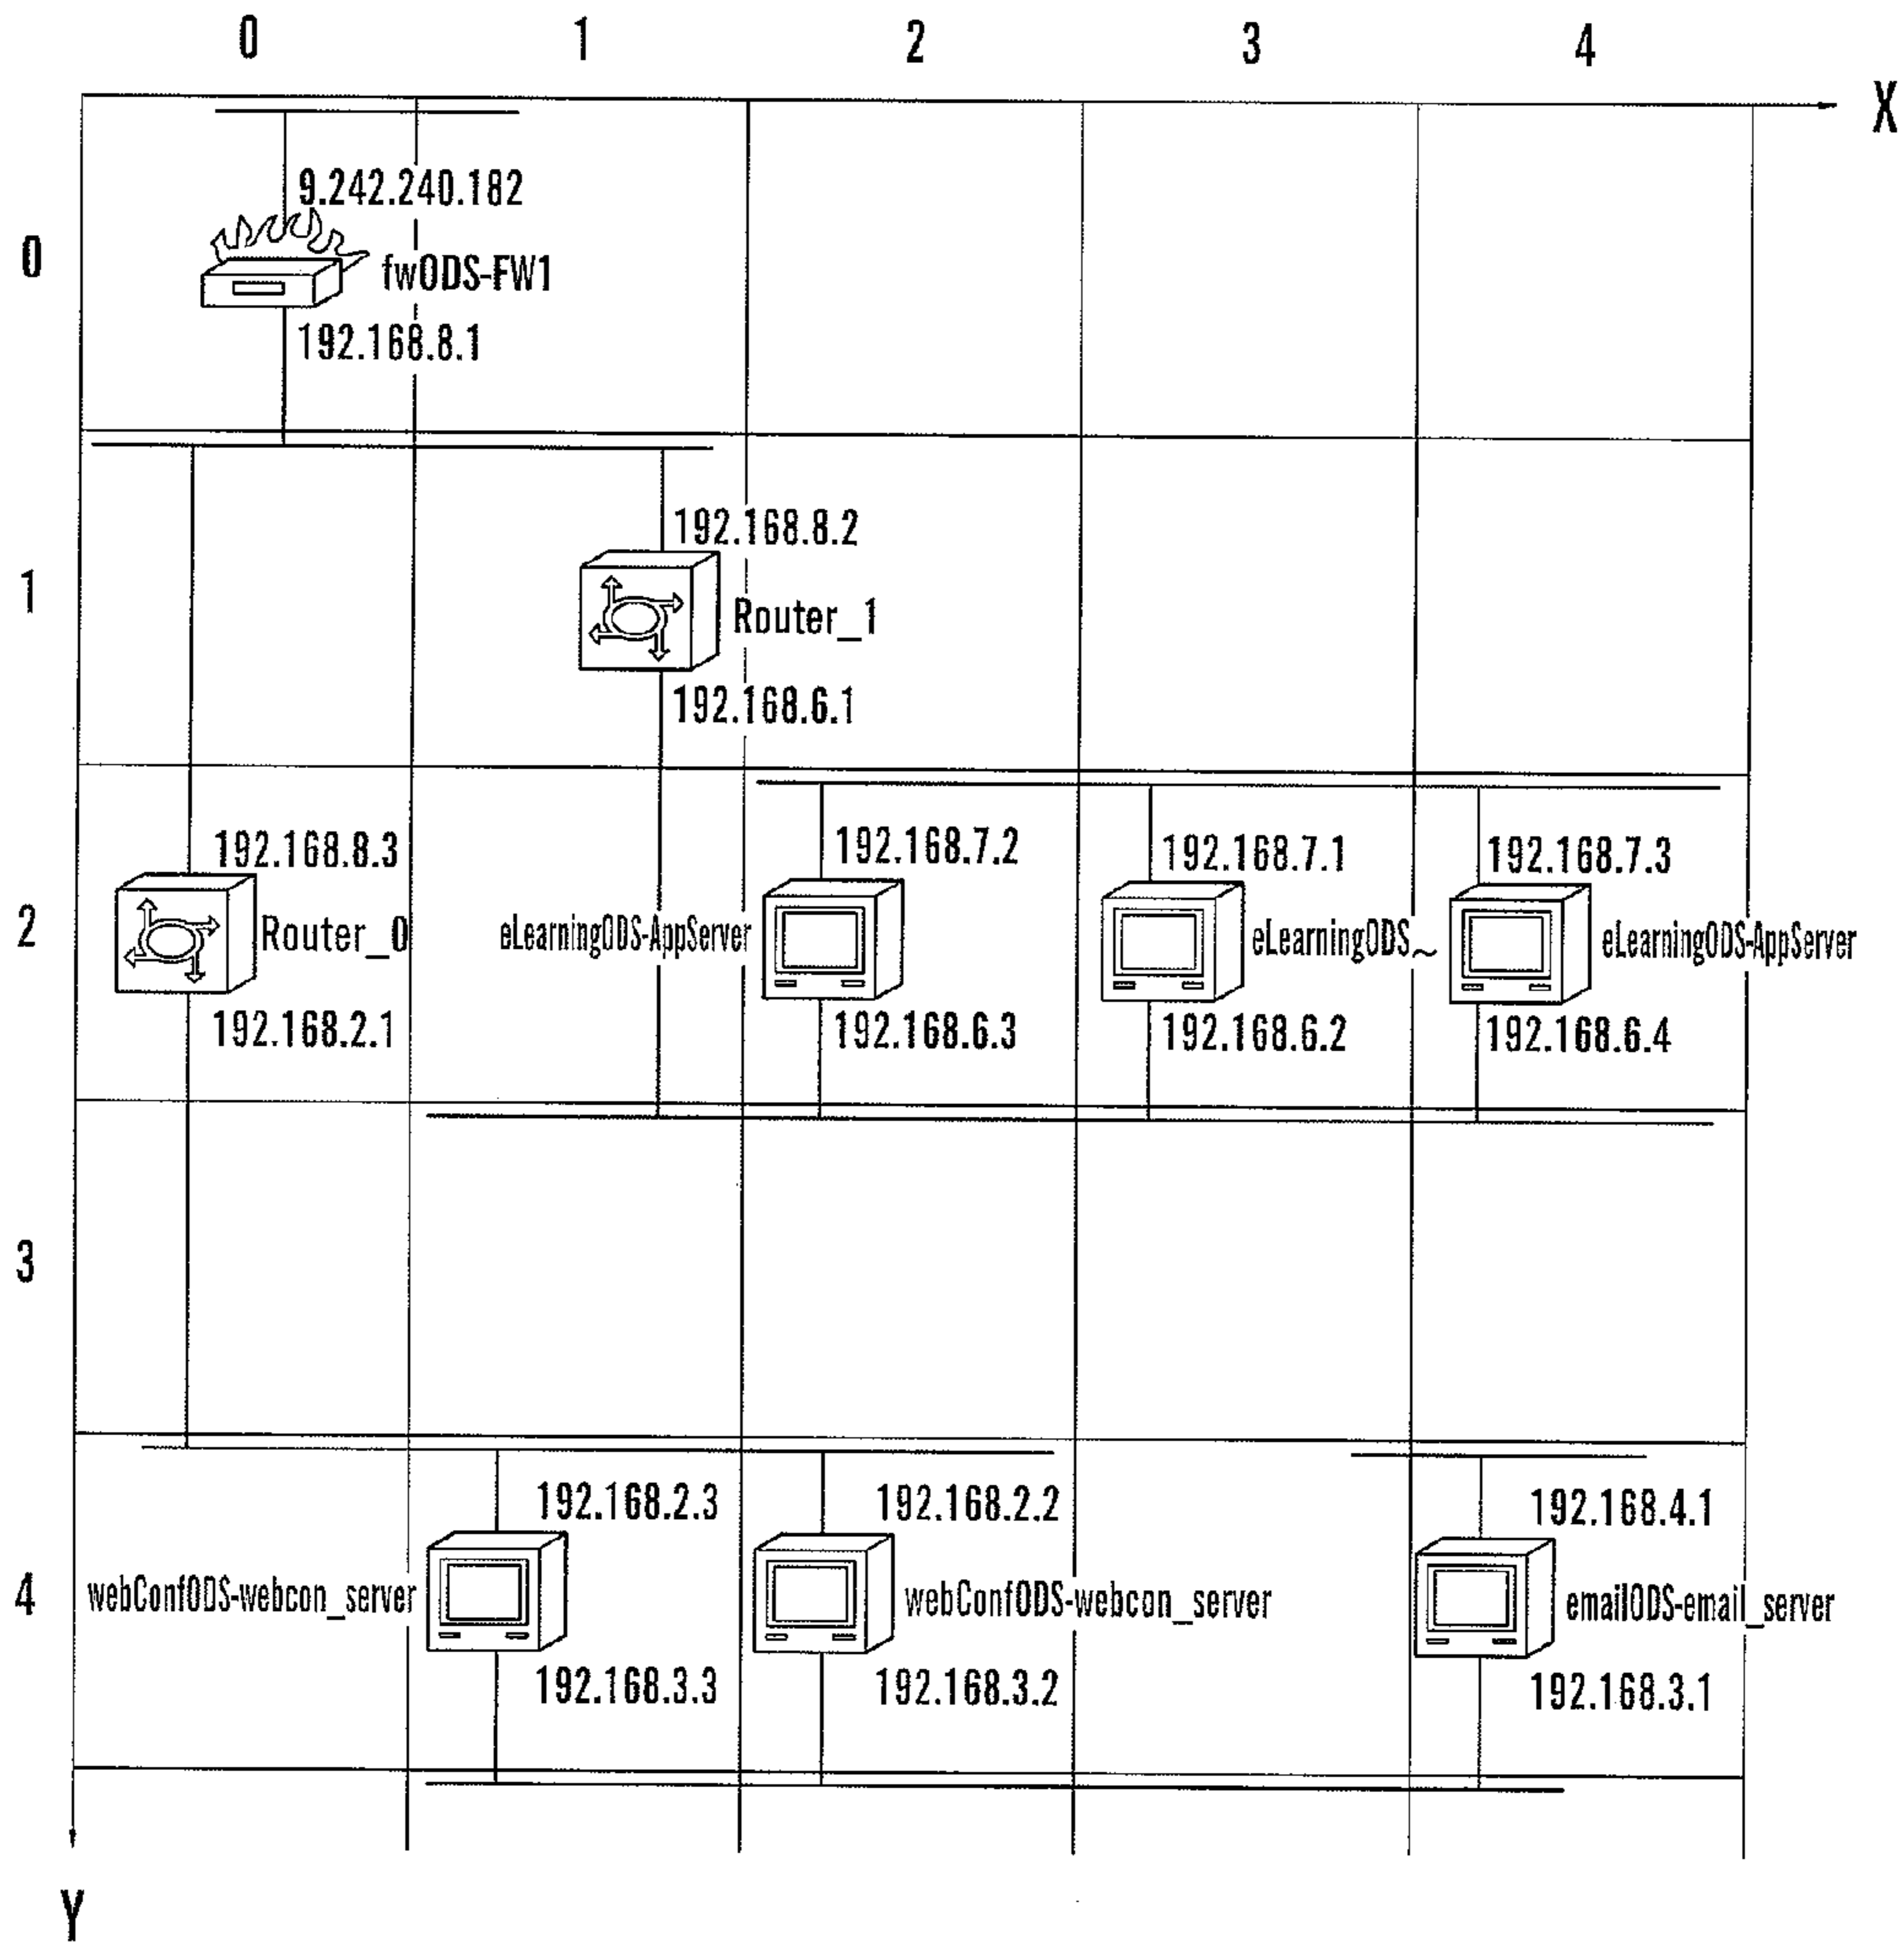 0 1 2 3 4
X
9.242.240.182
0
fwODS-FW1
192.168.8.1
192.168.8.2
1
Router_1
192.168.6.1
192.168.8.3 192.168.7.2 192.168.7.1 192.168.7.3
2
Router_0 eLearningODS-AppServer eLearningODS~ eLearningODS-AppServer
192.168.2.1 192.168.6.3 192.168.6.2 192.168.6.4
3
192.168.2.3 192.168.2.2 192.168.4.1
4
webConfODS-webcon_server webConfODS-webcon_server emailODS-email_server
192.168.3.3 192.168.3.2 192.168.3.1
Y